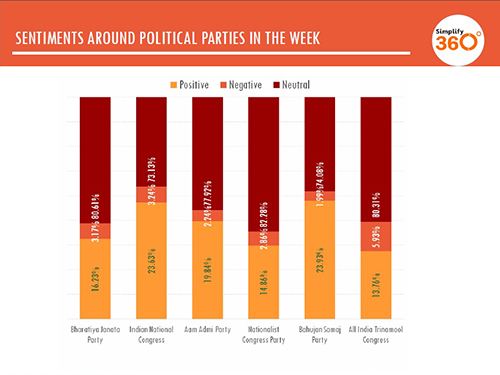 SENTIMENTS AROUND POLITICAL PARTIES IN THE WEEK
Simplify
360°
Positive Negative Neutral
80.61%
3.17%
16.23%
73.13%
3.24%
23.63%
77.92%
2.24%
19.84%
82.28%
2.86%
14.86%
74.08%
1.99%
23.93%
80.31%
5.93%
13.76%
Bharatiya Janata
Party
Indian National
Congress
Aam Admi Party
Nationalist
Congress Party
Bahujan Samaj
Party
All India Trinamool
Congress